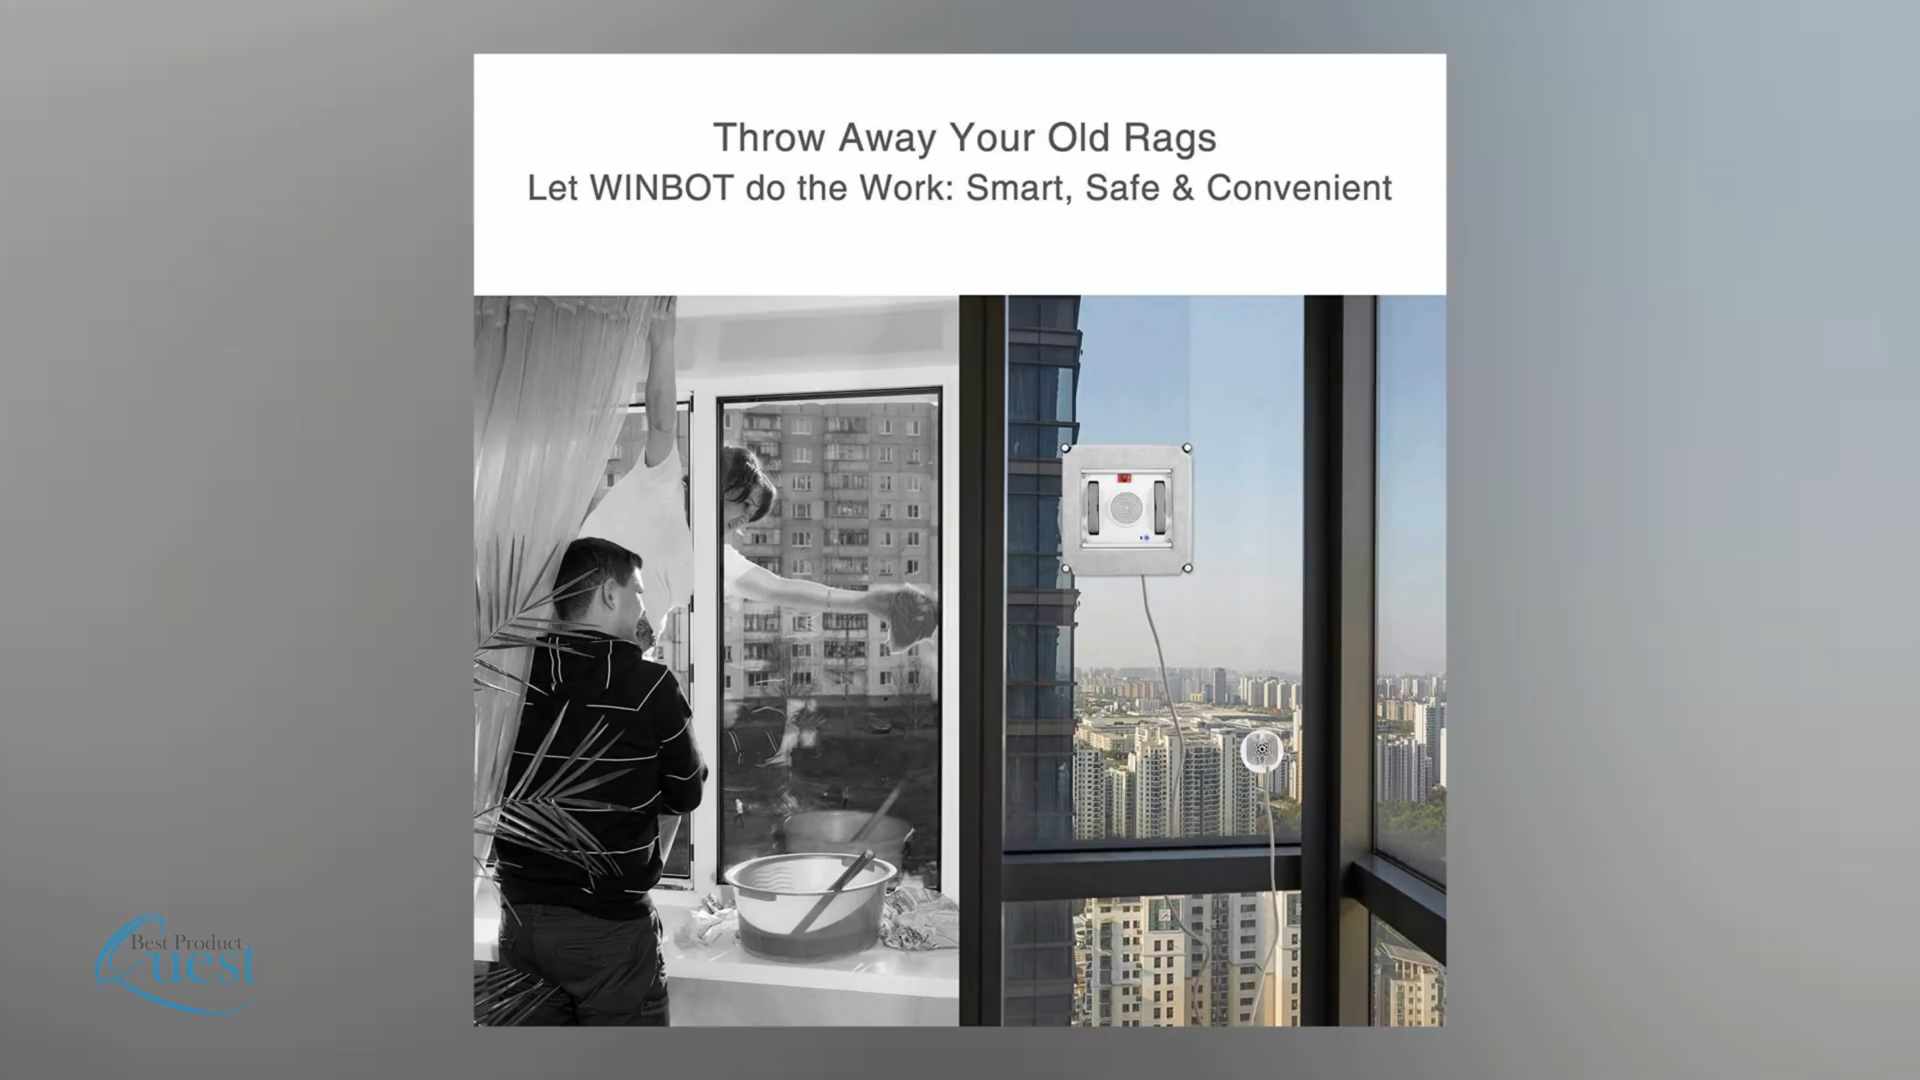 Throw Away Your Old Rags
Let WINBOT do the Work: Smart, Safe & Convenient
Best Product
Quest